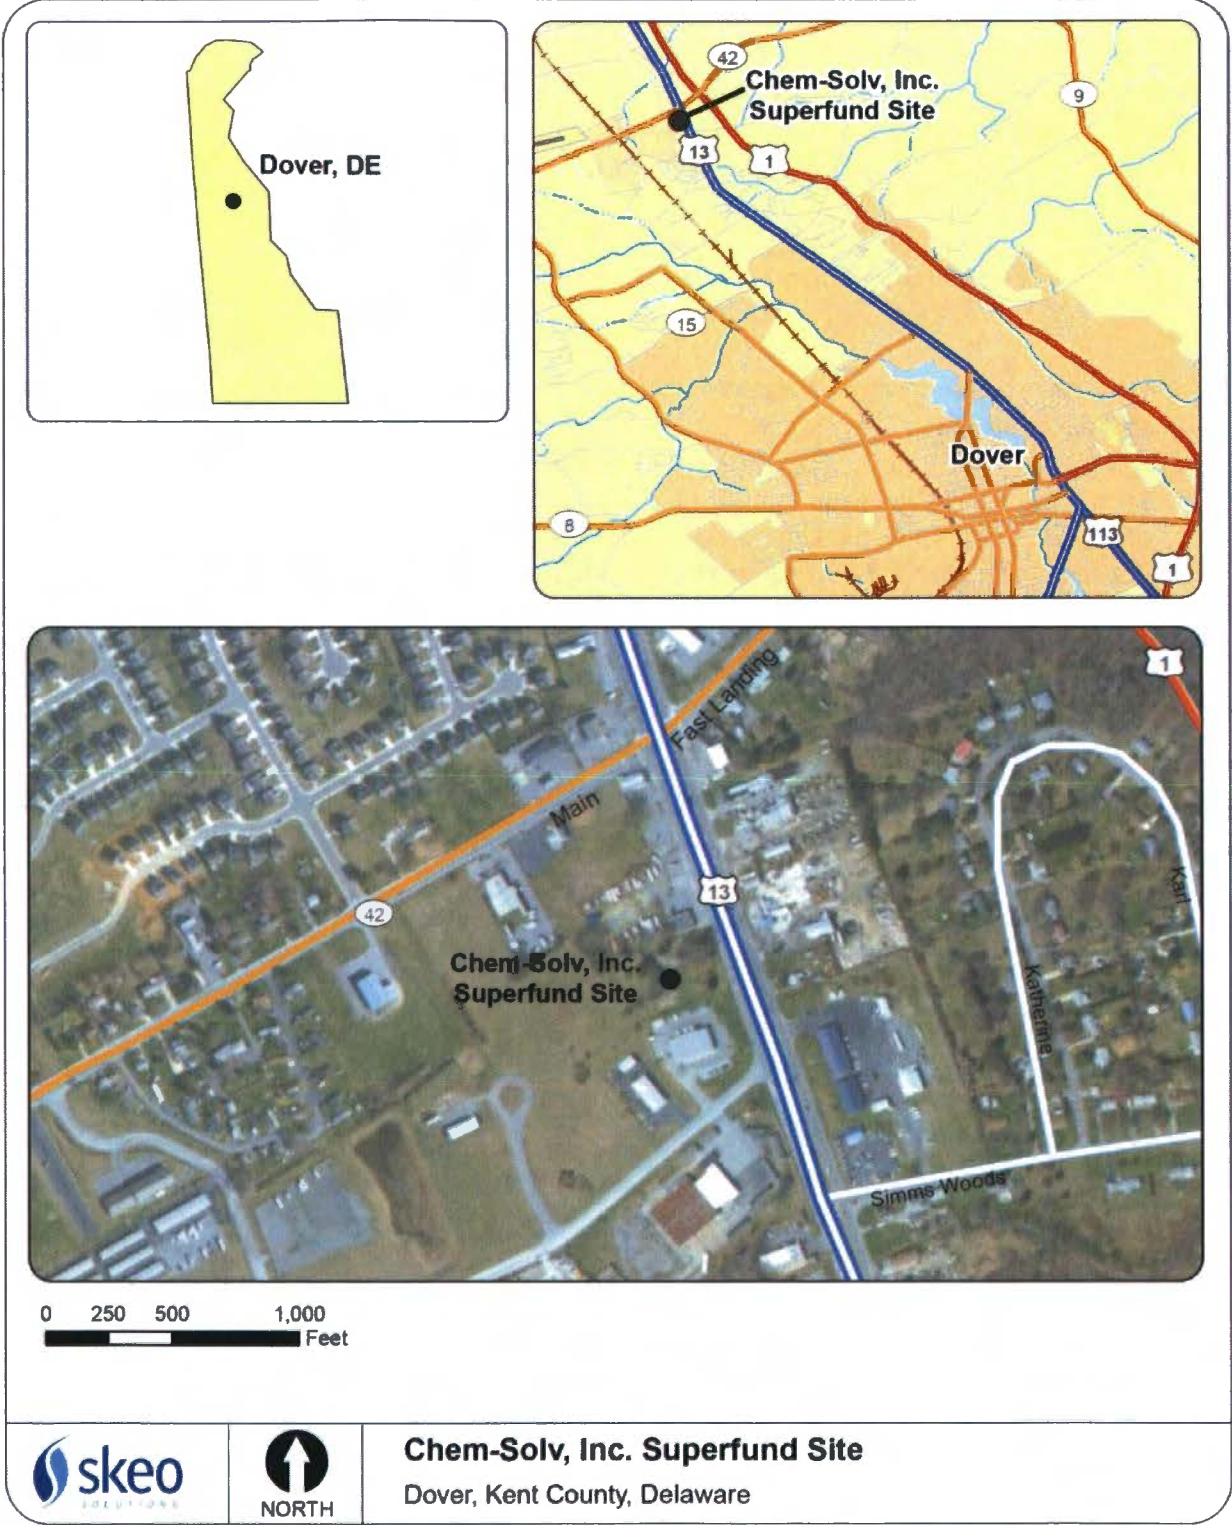 Dover, DE
42
Chem-Solv, Inc.
Superfund Site
9
13
1
15
Dover
8
113
1
1
Fast Landing
Main
13
42
Karl
Chem-Solv, Inc.
Superfund Site
Katherine
Simms Woods
0 250 500 1,000
Feet
skeo
SOLUTIONS
NORTH
Chem-Solv, Inc. Superfund Site
Dover, Kent County, Delaware